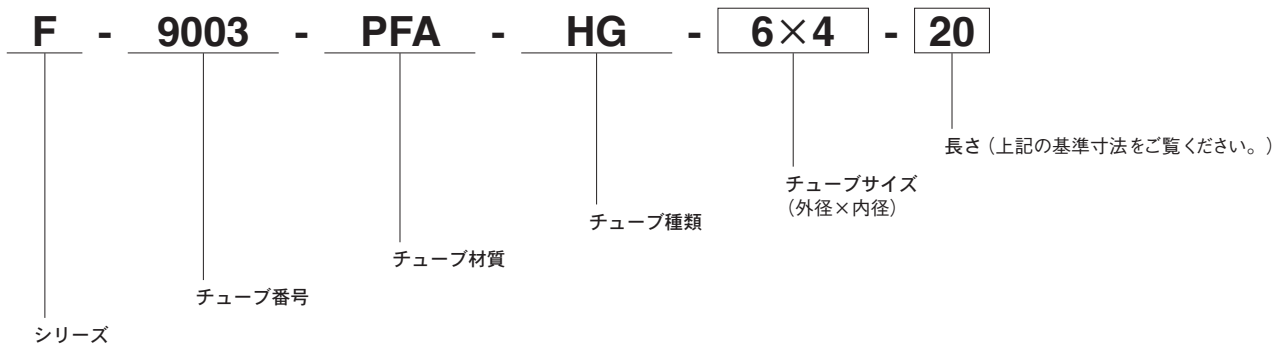 F - 9003 - PFA - HG - 6×4 - 20
長さ（上記の基準寸法をご覧ください。）
チューブサイズ
（外径×内径）
チューブ種類
チューブ材質
チューブ番号
シリーズ